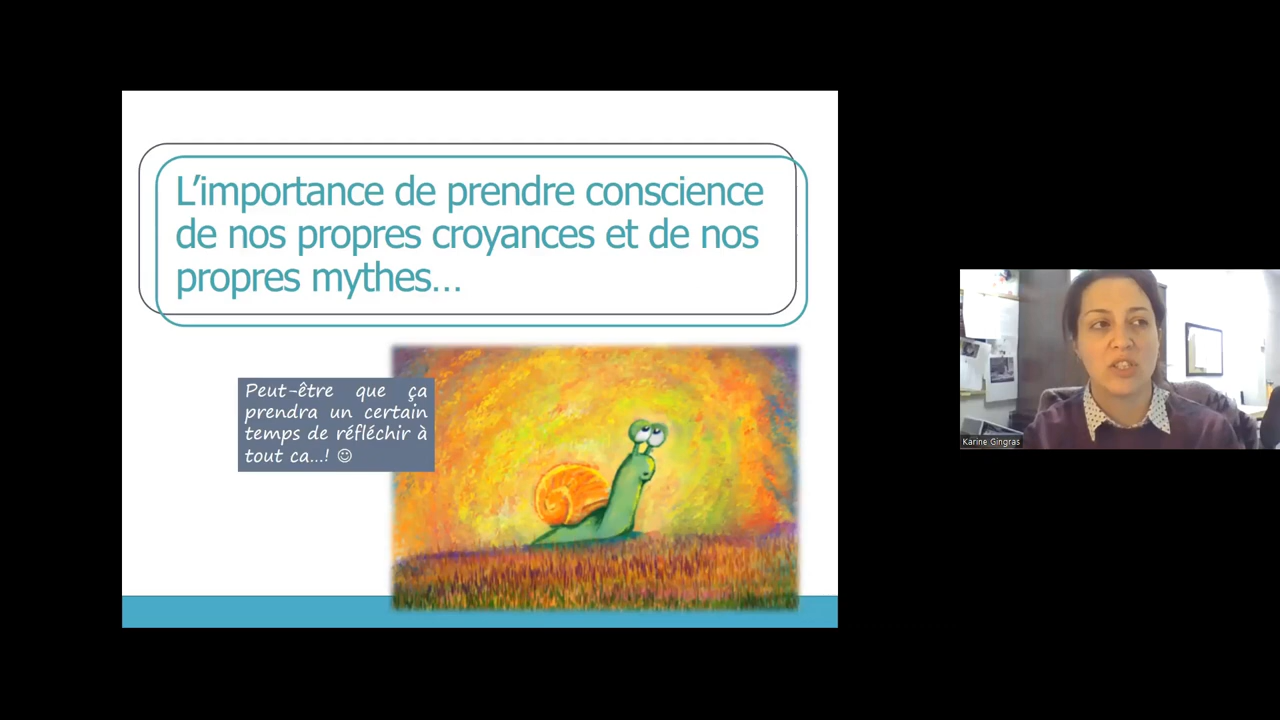 L'importance de prendre conscience
de nos propres croyances et de nos
propres mythes…
Peut-être que ça
prendra un certain
temps de réfléchir à
tout ca…! ☺
Karine Gingras